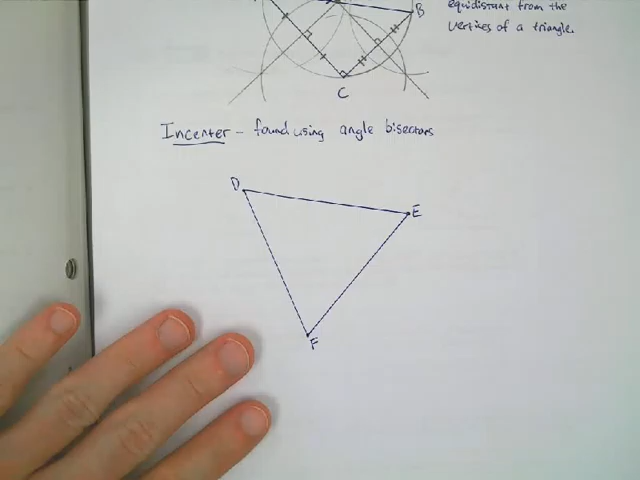 B
equidistant from the
vertices of a triangle.
C
Incenter – found using angle bisectors
D
E
F